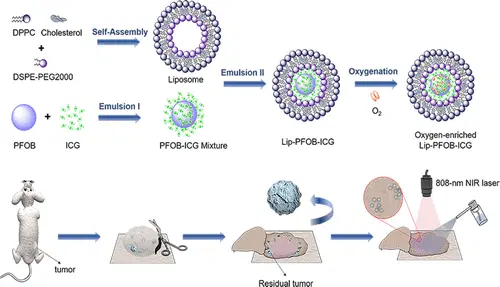 DPPC Cholesterol
+
DSPE-PEG2000
Self-Assembly
Liposome
Emulsion II
Oxygenation
O2
PFOB
+
ICG
Emulsion I
PFOB-ICG Mixture
Lip-PFOB-ICG
Oxygen-enriched
Lip-PFOB-ICG
tumor
Residual tumor
808-nm NIR laser